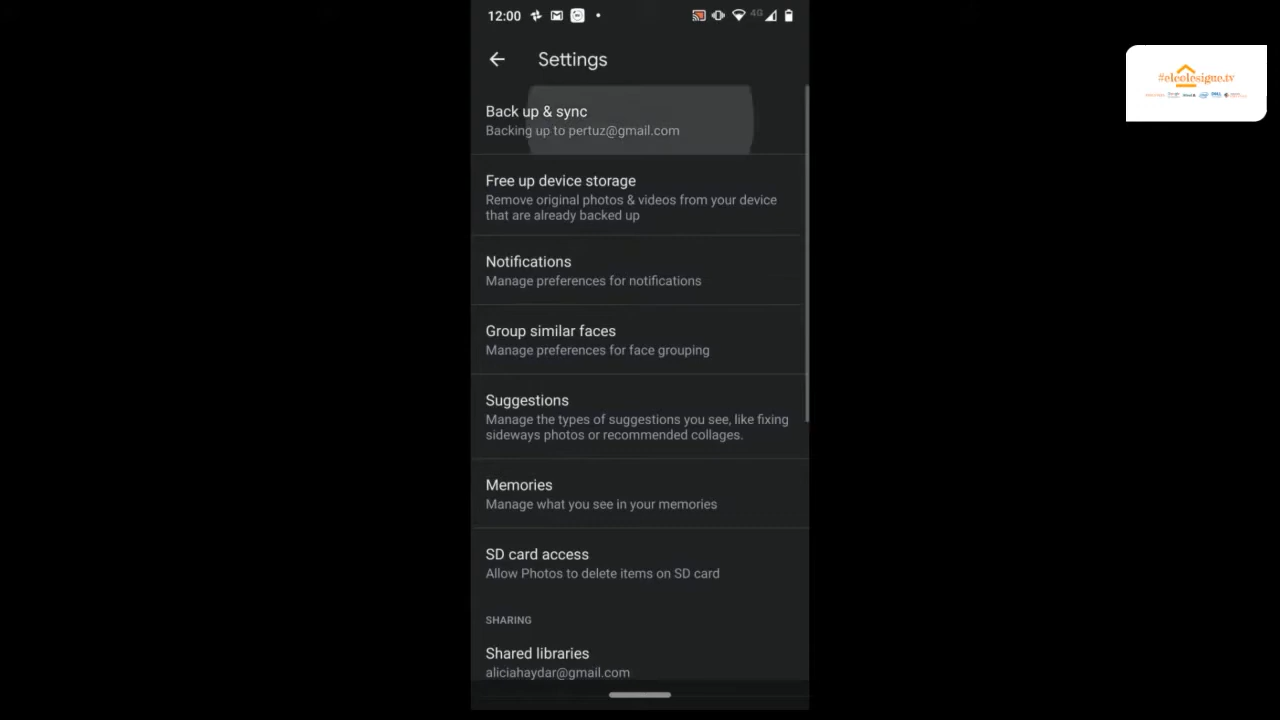 12:00
4G
Settings
#elcolesigue.tv
Back up & sync
Backing up to pertuz@gmail.com
Free up device storage
Remove original photos & videos from your device
that are already backed up
Notifications
Manage preferences for notifications
Group similar faces
Manage preferences for face grouping
Suggestions
Manage the types of suggestions you see, like fixing
sideways photos or recommended collages.
Memories
Manage what you see in your memories
SD card access
Allow Photos to delete items on SD card
SHARING
Shared libraries
aliciahaydar@gmail.com